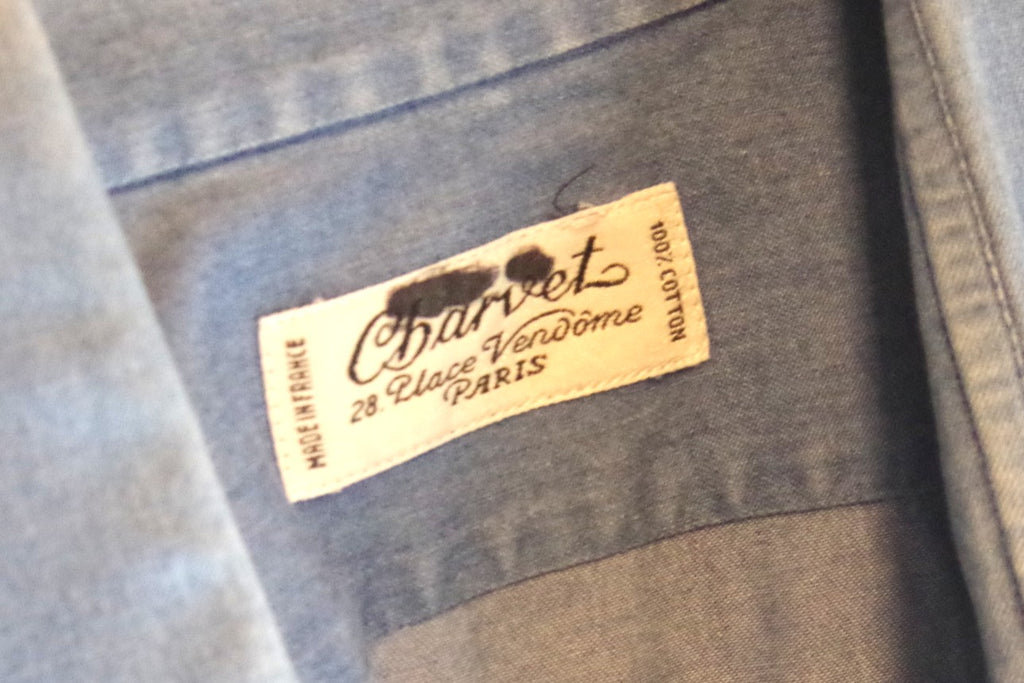 MADE IN FRANCE
Charvet
28. Place Vendôme
PARIS
100% COTTON